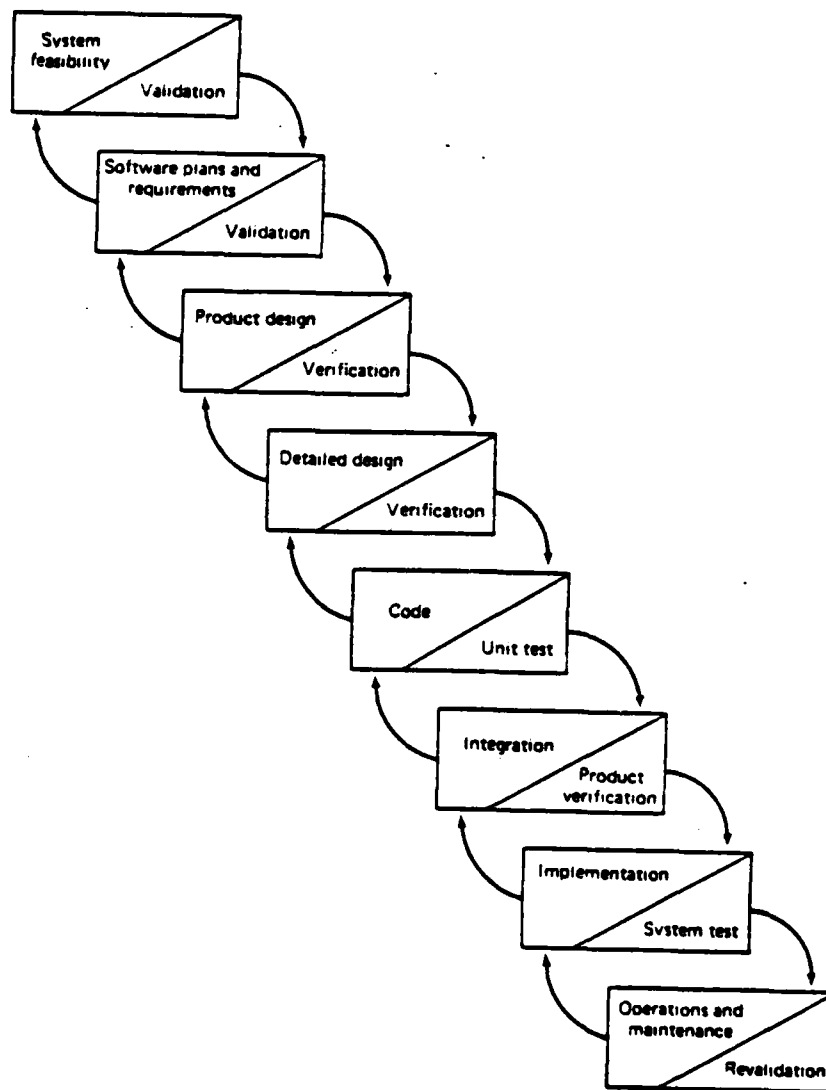 System
feasibility
Validation
Software plans and
requirements
Validation
Product design
Verification
Detailed design
Verification
Code
Unit test
Integration
Product
verification
Implementation
System test
Operations and
maintenance
Revalidation